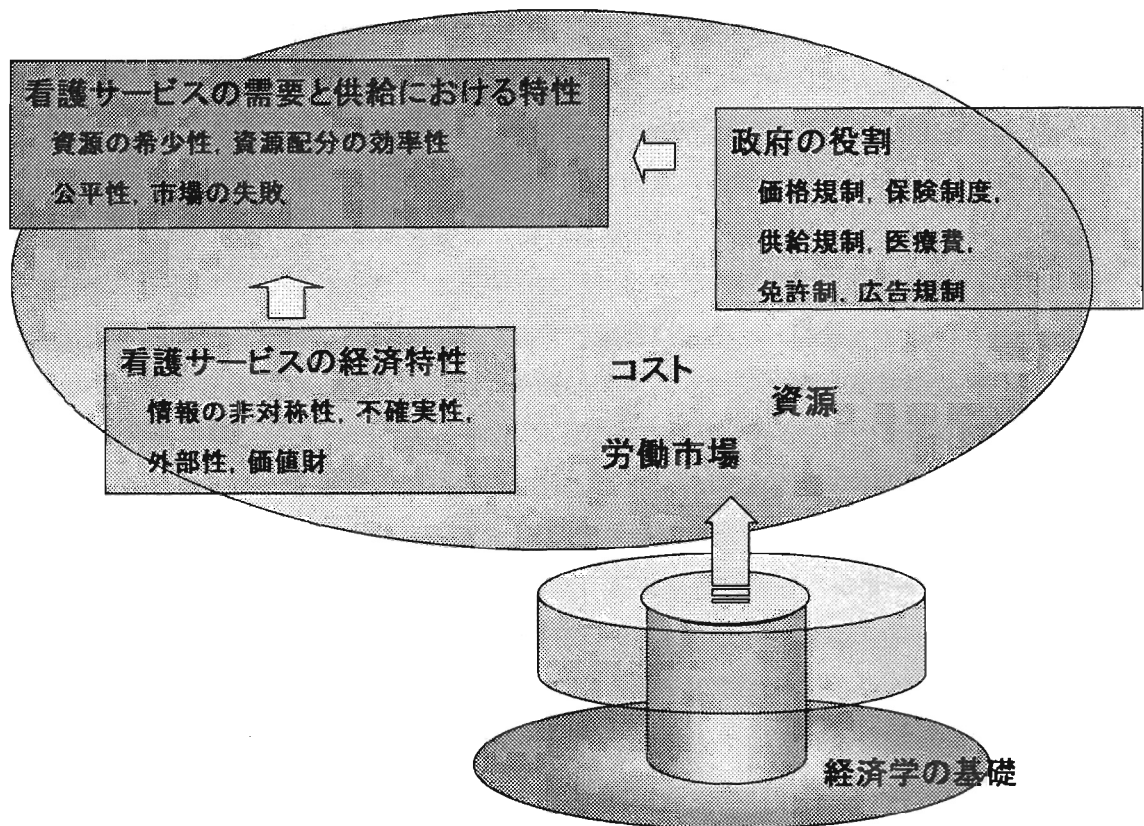 看護サービスの需要と供給における特性
資源の希少性, 資源配分の効率性
公平性, 市場の失敗
政府の役割
価格規制, 保険制度,
供給規制, 医療費,
免許制, 広告規制
看護サービスの経済特性
情報の非対称性, 不確実性,
外部性, 価値財
コスト
資源
労働市場
経済学の基礎